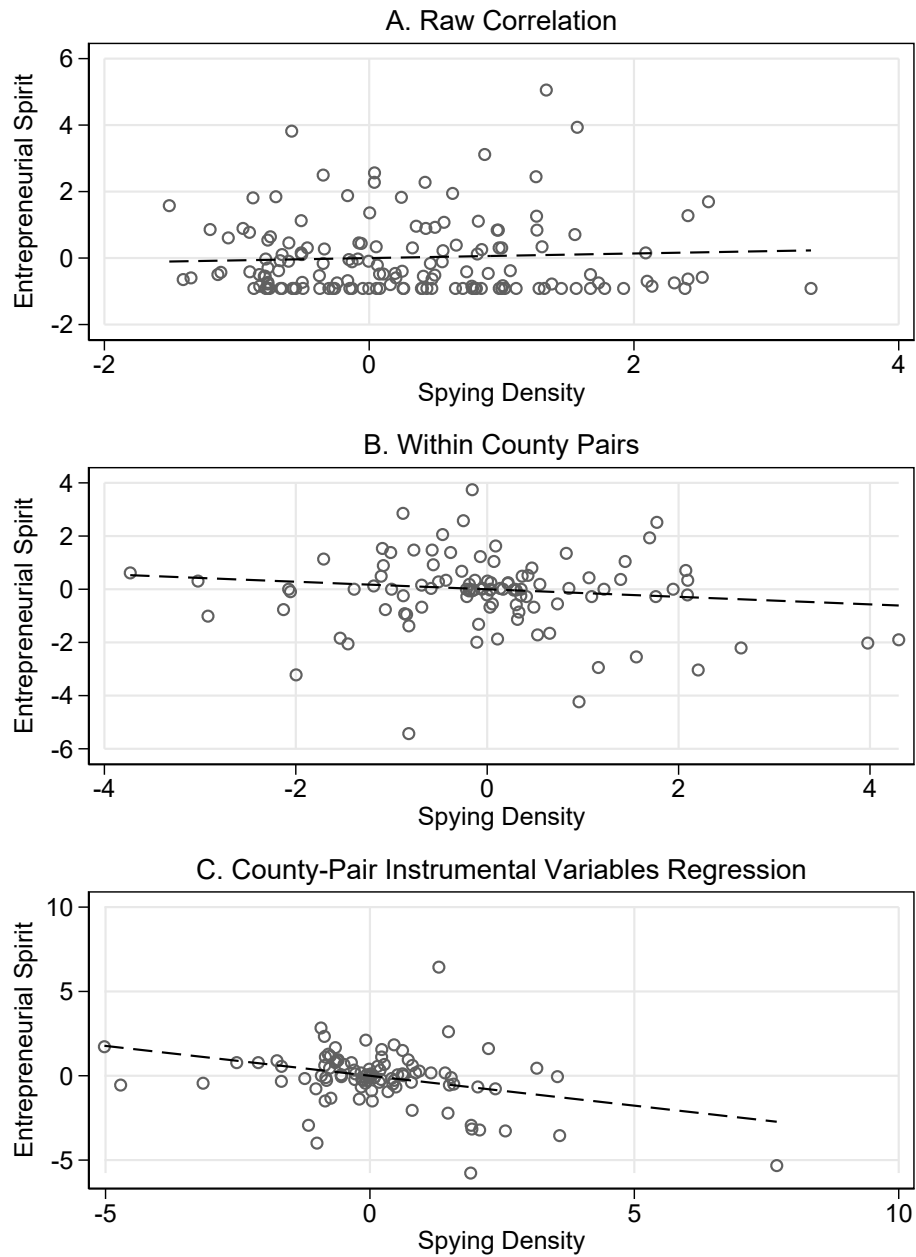 A. Raw Correlation
Entrepreneurial Spirit
6
4
2
0
-2
-2 0 2 4
Spying Density
B. Within County Pairs
Entrepreneurial Spirit
4
2
0
-2
-4
-6
-4 -2 0 2 4
Spying Density
C. County-Pair Instrumental Variables Regression
Entrepreneurial Spirit
10
5
0
-5
-5 0 5 10
Spying Density